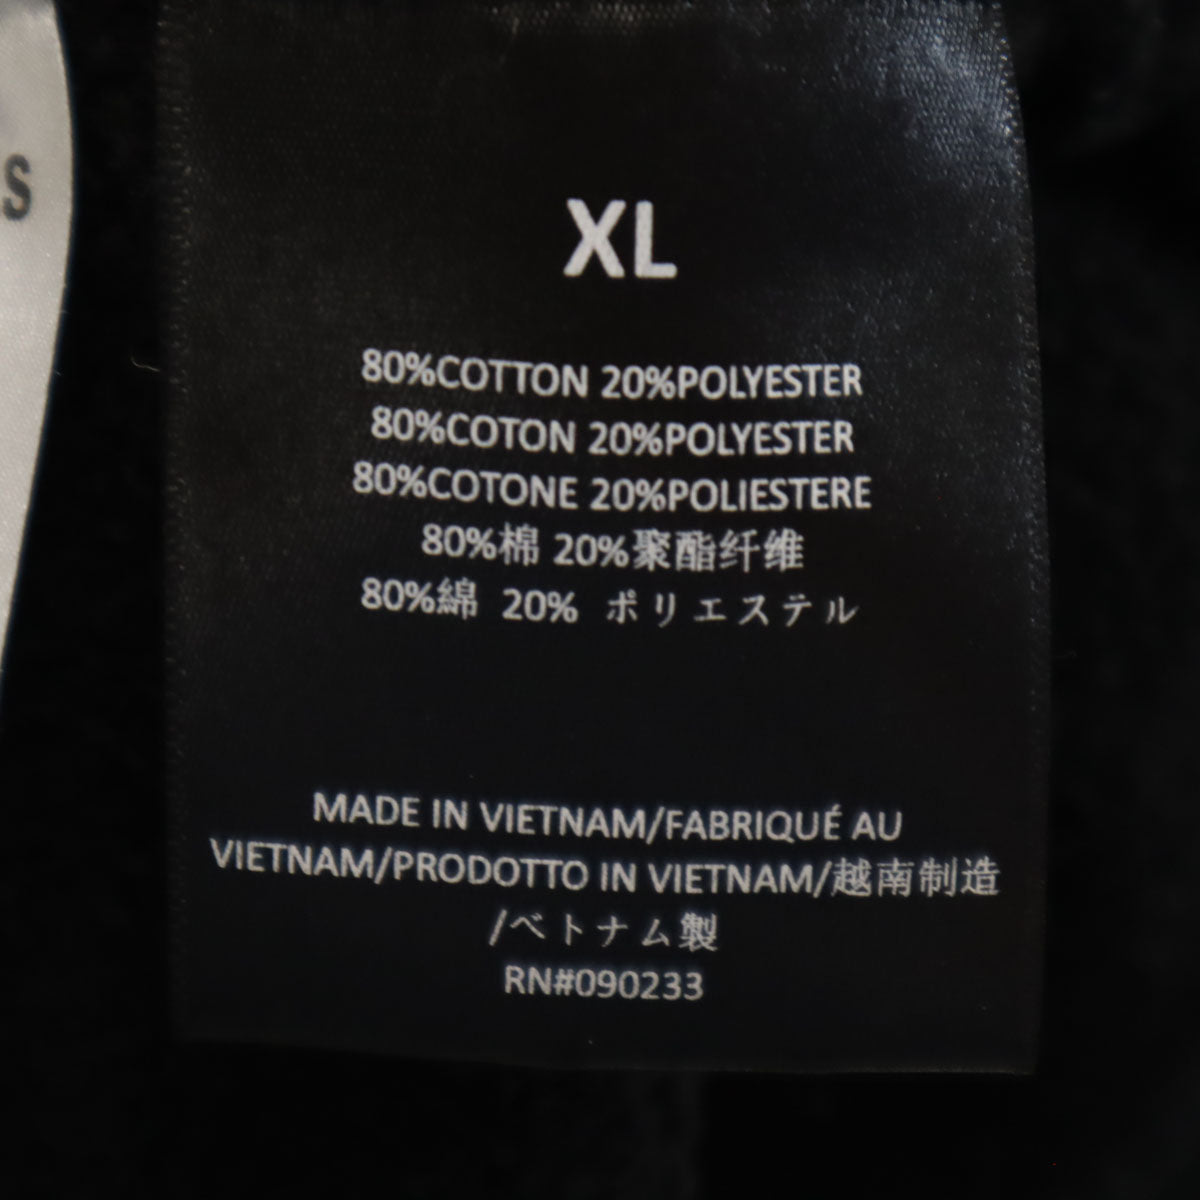 S
XL
80%COTTON 20%POLYESTER
80%COTON 20%POLYESTER
80%COTONE 20%POLIESTERE
80%棉 20%聚酯纤维
80%綿 20% ポリエステル
MADE IN VIETNAM/FABRIQUÉ AU
VIETNAM/PRODOTTO IN VIETNAM/越南制造
/ベトナム製
RN#090233